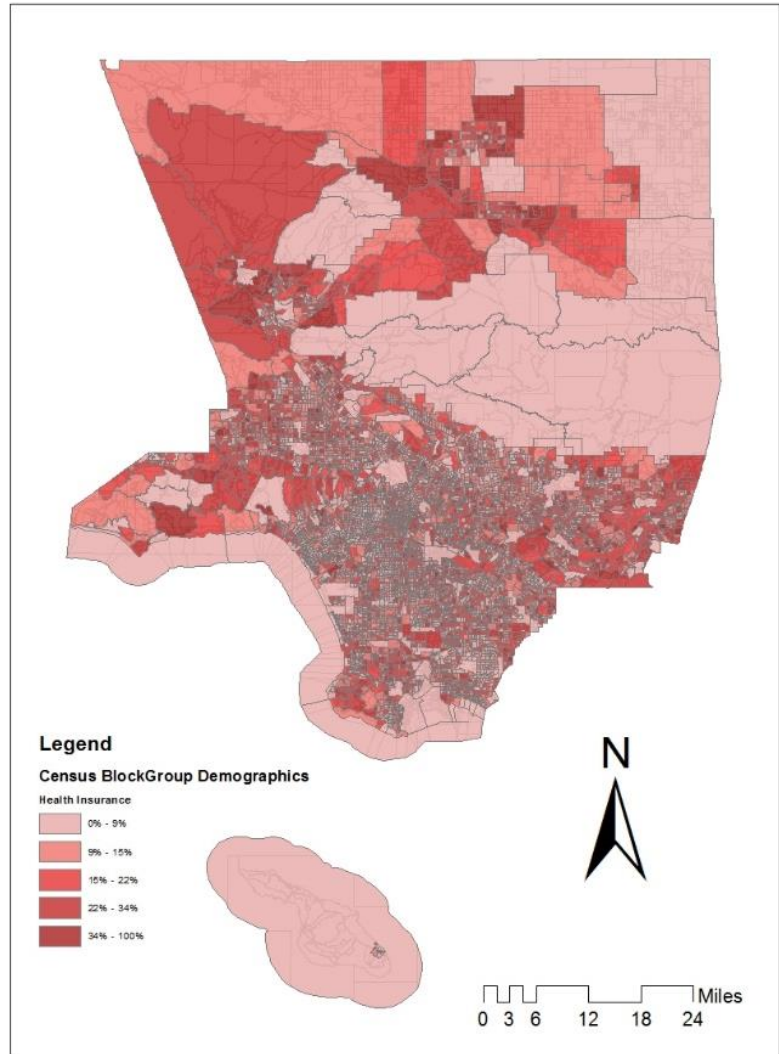 Legend
Census BlockGroup Demographics
Health Insurance
0% - 9%
9% - 15%
15% - 22%
22% - 34%
34% - 100%
N
Miles
0 3 6 12 18 24